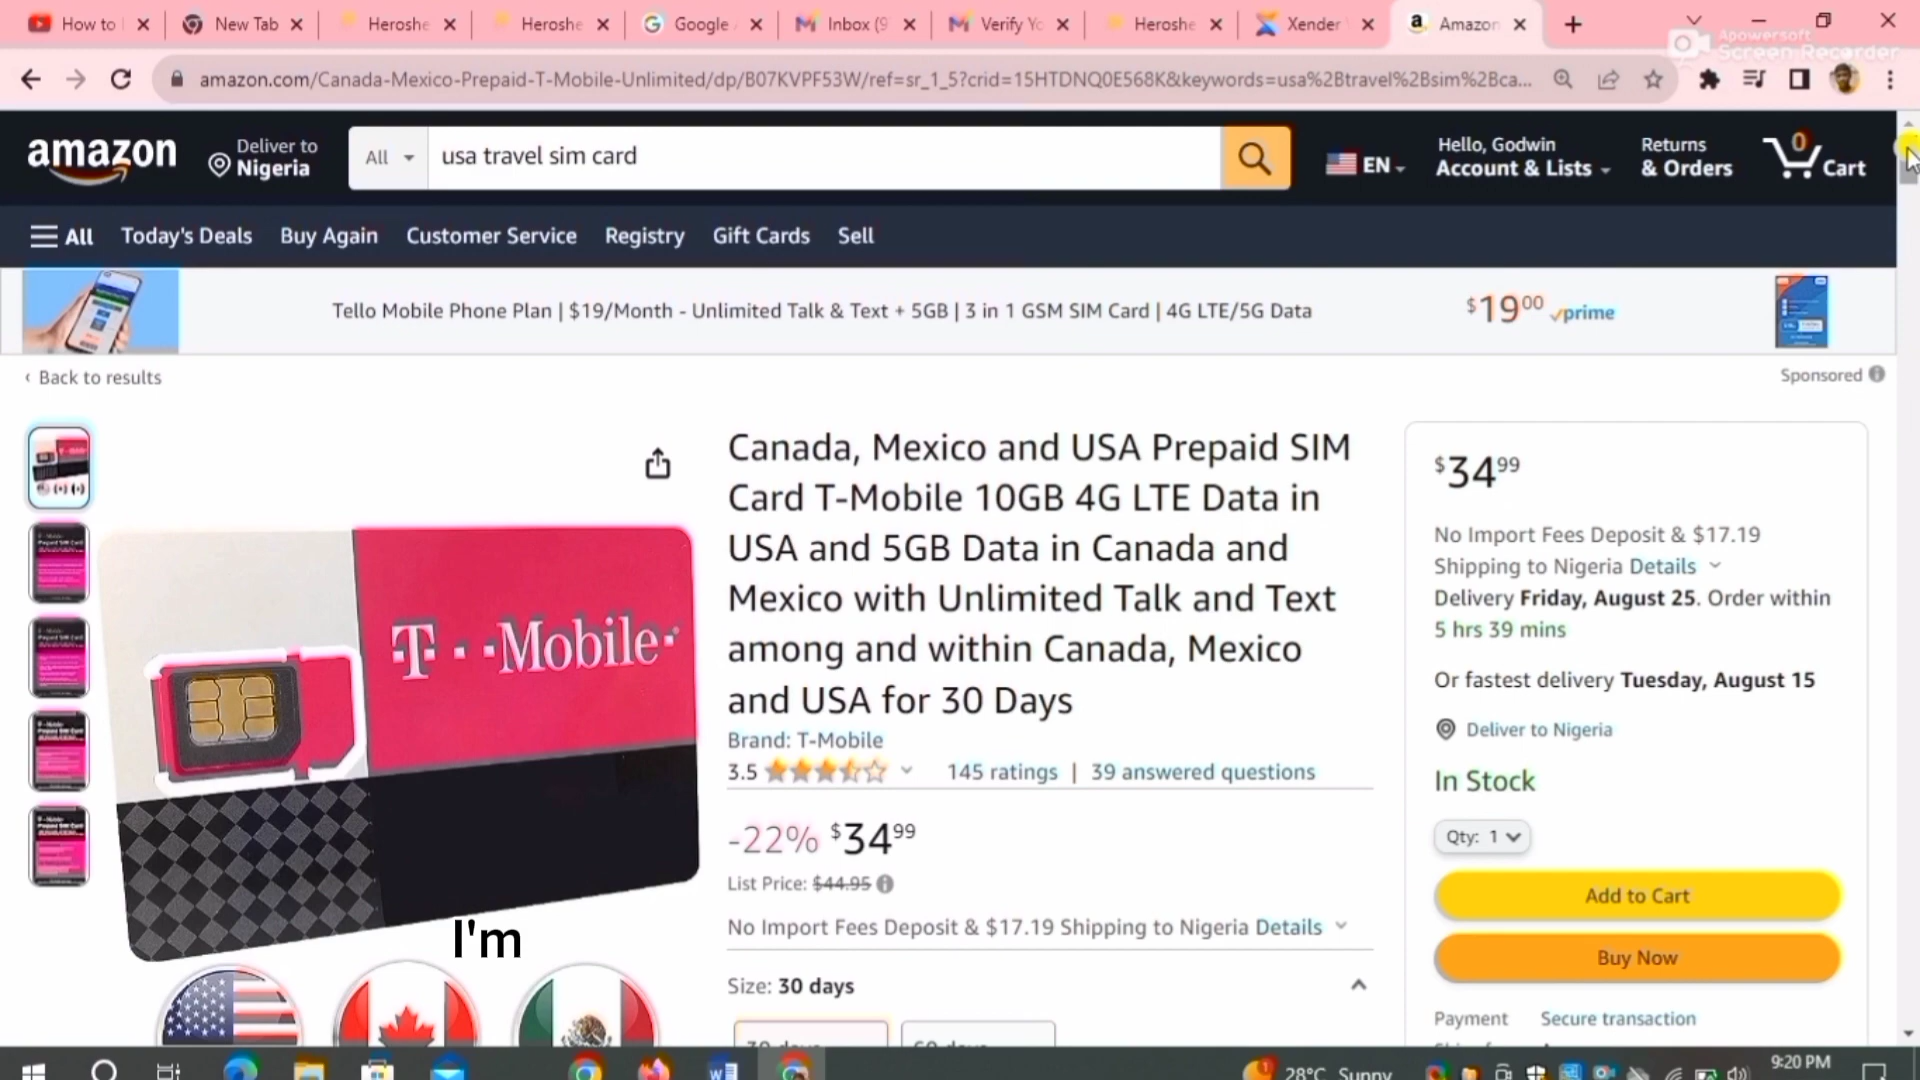 How to
New Tab
Heroshe
Heroshe
Google
Inbox (9
Verify Yo
Heroshe
Xender
Amazon
Apowersoft
Screen Recorder
amazon.com/Canada-Mexico-Prepaid-T-Mobile-Unlimited/dp/B07KVPF53W/ref=sr_1_5?crid=15HTDNQ0E568K&keywords=usa%2Btravel%2Bsim%2Bca...
amazon
Deliver to
Nigeria
All
usa travel sim card
EN
Hello, Godwin
Account & Lists
Returns
& Orders
0
Cart
All
Today's Deals
Buy Again
Customer Service
Registry
Gift Cards
Sell
Tello Mobile Phone Plan | $19/Month - Unlimited Talk & Text + 5GB | 3 in 1 GSM SIM Card | 4G LTE/5G Data
$19.00 prime
‹ Back to results
Sponsored
T··Mobile·
Canada, Mexico and USA Prepaid SIM
Card T-Mobile 10GB 4G LTE Data in
USA and 5GB Data in Canada and
Mexico with Unlimited Talk and Text
among and within Canada, Mexico
and USA for 30 Days
Brand: T-Mobile
3.5
145 ratings | 39 answered questions
-22% $34.99
List Price: $44.95
No Import Fees Deposit & $17.19 Shipping to Nigeria Details
Size: 30 days
30 days
60 days
I'm
$34.99
No Import Fees Deposit & $17.19
Shipping to Nigeria Details
Delivery Friday, August 25. Order within
5 hrs 39 mins
Or fastest delivery Tuesday, August 15
Deliver to Nigeria
In Stock
Qty: 1
Add to Cart
Buy Now
Payment
Secure transaction
28°C Sunny
9:20 PM